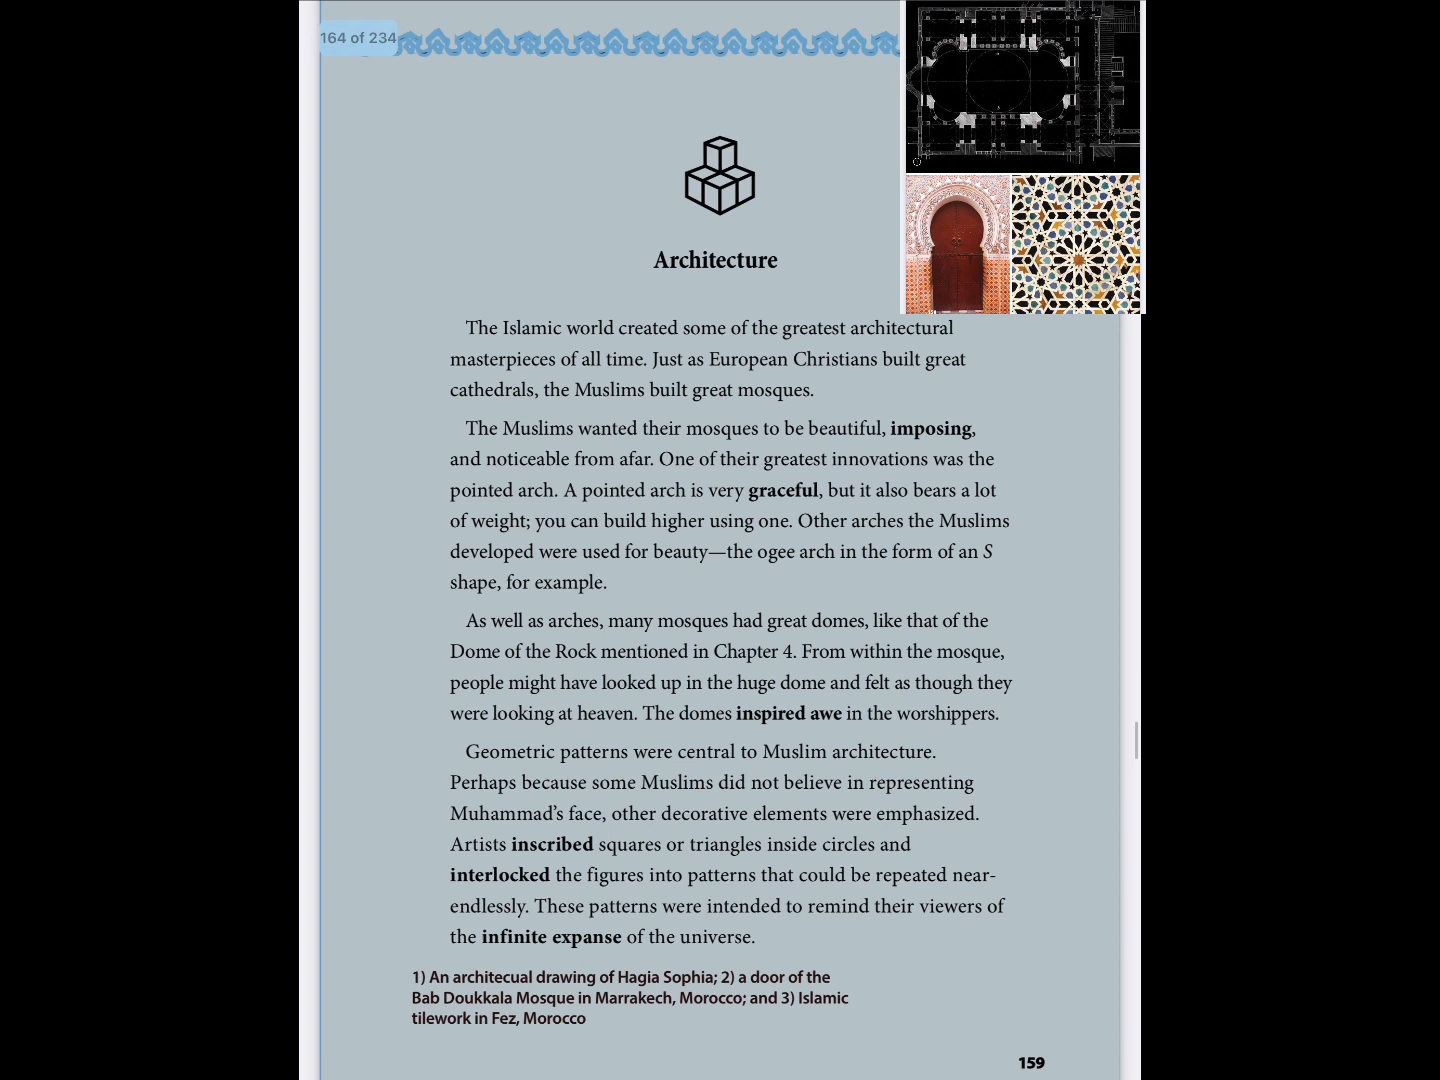 164 of 234
Architecture
The Islamic world created some of the greatest architectural
masterpieces of all time. Just as European Christians built great
cathedrals, the Muslims built great mosques.
The Muslims wanted their mosques to be beautiful, imposing,
and noticeable from afar. One of their greatest innovations was the
pointed arch. A pointed arch is very graceful, but it also bears a lot
of weight; you can build higher using one. Other arches the Muslims
developed were used for beauty—the ogee arch in the form of an S
shape, for example.
As well as arches, many mosques had great domes, like that of the
Dome of the Rock mentioned in Chapter 4. From within the mosque,
people might have looked up in the huge dome and felt as though they
were looking at heaven. The domes inspired awe in the worshippers.
Geometric patterns were central to Muslim architecture.
Perhaps because some Muslims did not believe in representing
Muhammad’s face, other decorative elements were emphasized.
Artists inscribed squares or triangles inside circles and
interlocked the figures into patterns that could be repeated near-
endlessly. These patterns were intended to remind their viewers of
the infinite expanse of the universe.
1) An architecual drawing of Hagia Sophia; 2) a door of the
Bab Doukkala Mosque in Marrakech, Morocco; and 3) Islamic
tilework in Fez, Morocco
159